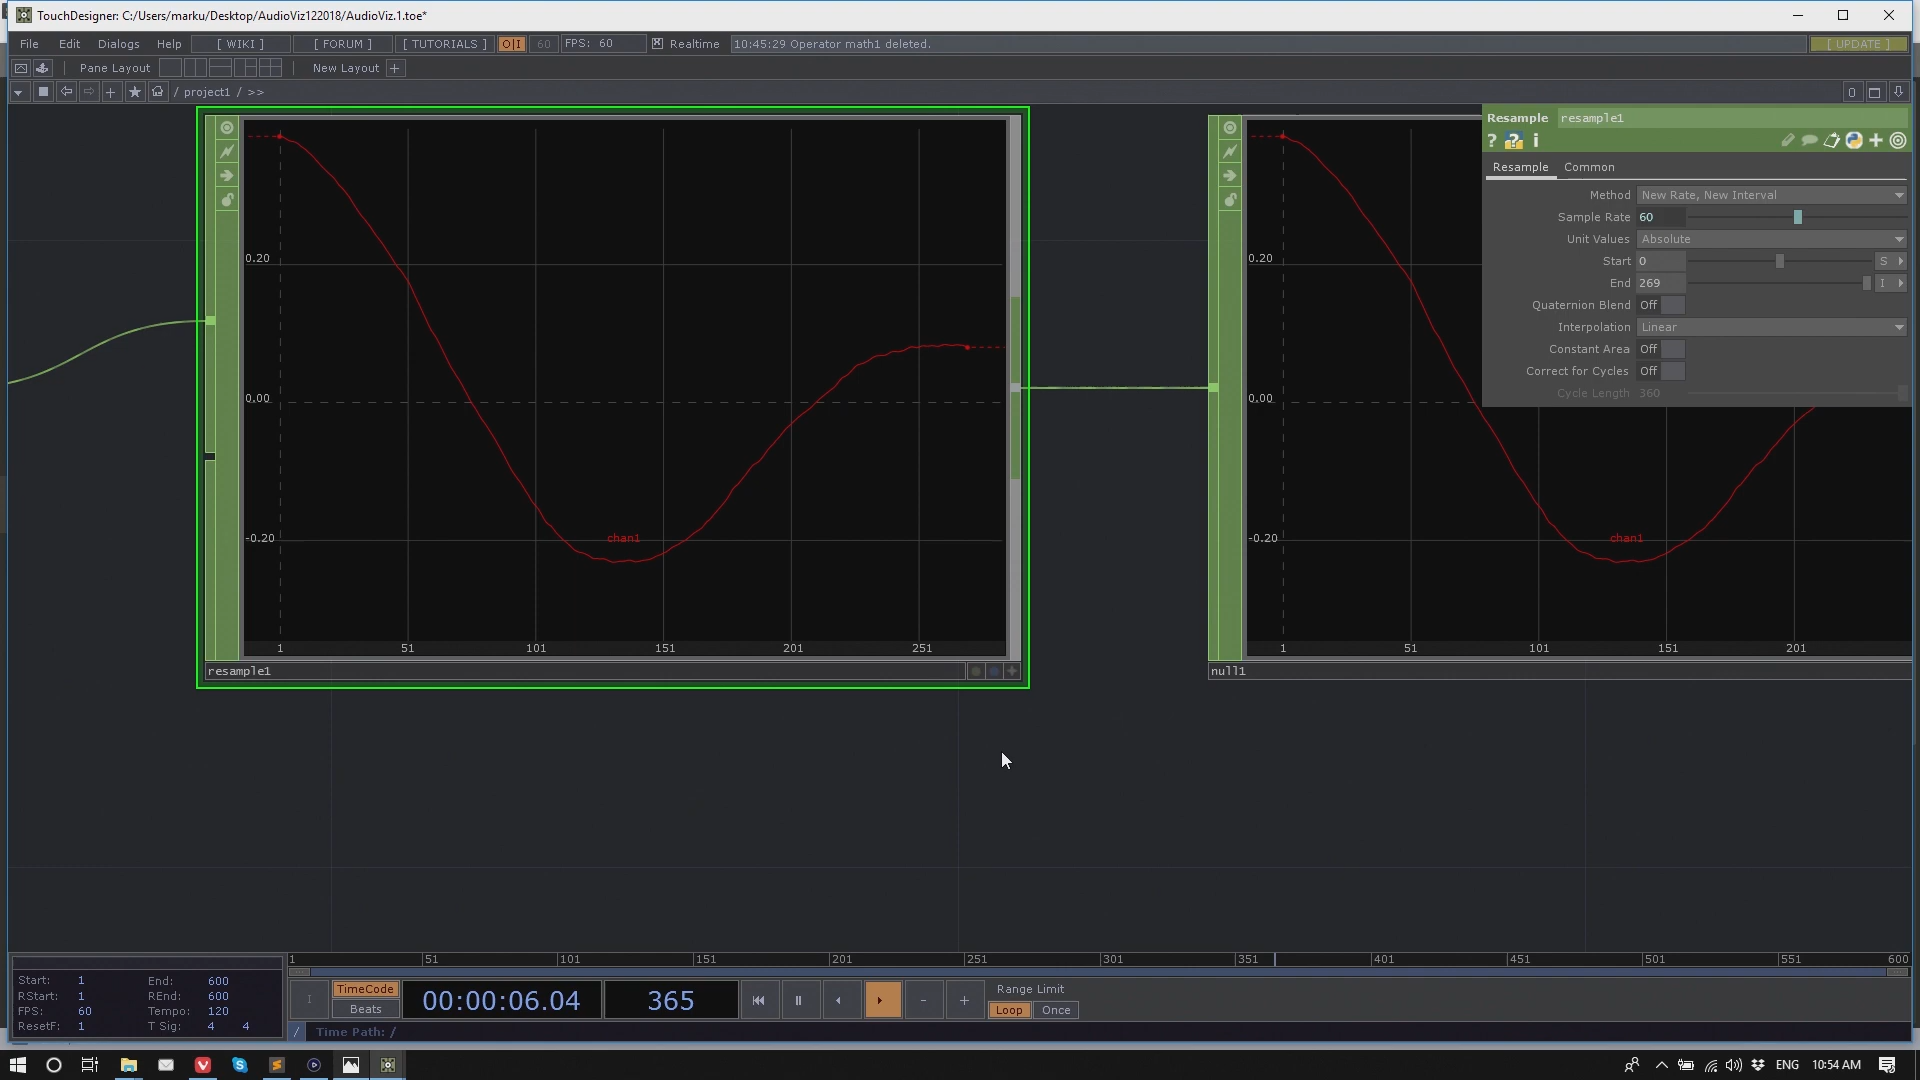 TouchDesigner: C:/Users/marku/Desktop/AudioViz122018/AudioViz.1.toe*
File Edit Dialogs Help [ WIKI ] [ FORUM ] [ TUTORIALS ] O|I 60 FPS: 60 Realtime 10:45:29 Operator math1 deleted. [ UPDATE ]
Pane Layout New Layout +
/ project1 / >> 0
Resample resample1
? ? i
Resample Common
Method New Rate, New Interval
Sample Rate 60
Unit Values Absolute
Start 0 S
End 269 I
Quaternion Blend Off
Interpolation Linear
Constant Area Off
Correct for Cycles Off
Cycle Length 360
0.20
0.00
-0.20
chan1
1 51 101 151 201 251
resample1
0.20
0.00
-0.20
chan1
1 51 101 151 201
null1
1 51 101 151 201 251 301 351 401 451 501 551 600
Start: 1 End: 600
RStart: 1 REnd: 600
FPS: 60 Tempo: 120
ResetF: 1 T Sig: 4 4
I TimeCode Beats 00:00:06.04 365 - + Range Limit
Loop Once
/ Time Path: /
ENG 10:54 AM